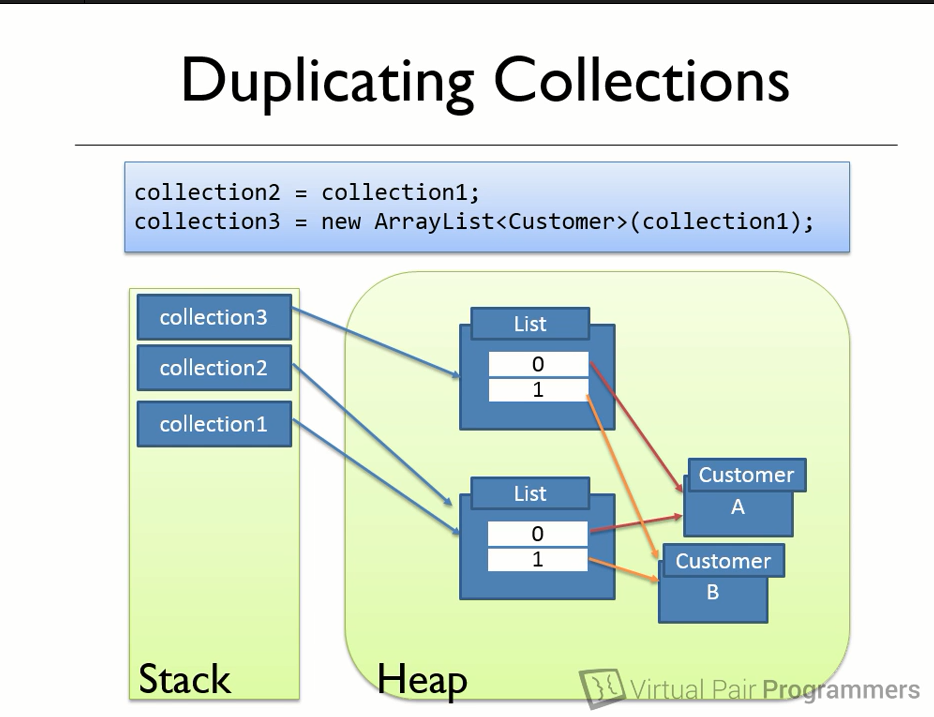 Duplicating Collections
collection2 = collection1;
collection3 = new ArrayList<Customer>(collection1);
collection3
collection2
collection1
Stack
List
0
1
List
0
1
Customer
A
Customer
B
Heap
Virtual Pair Programmers